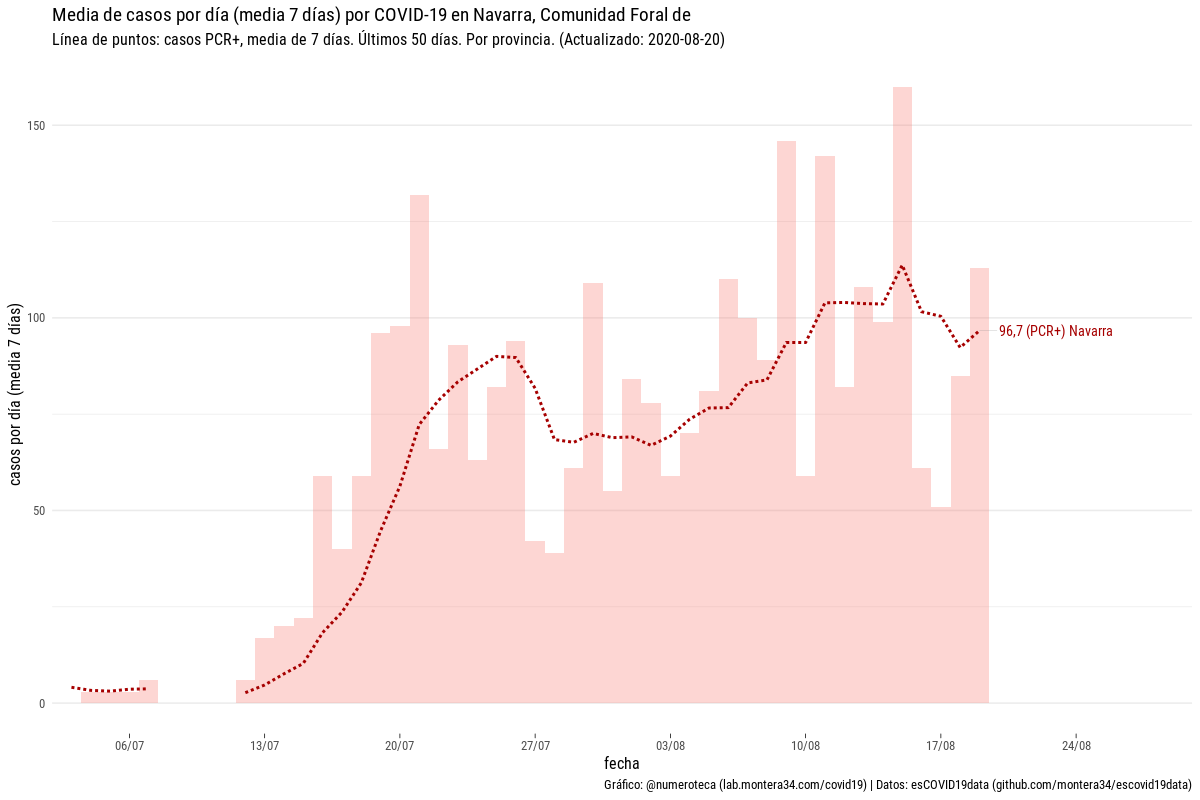 Media de casos por día (media 7 días) por COVID-19 en Navarra, Comunidad Foral de
Línea de puntos: casos PCR+, media de 7 días. Últimos 50 días. Por provincia. (Actualizado: 2020-08-20)
casos por día (media 7 días)
150
100
50
0
96,7 (PCR+) Navarra
06/07
13/07
20/07
27/07
03/08
10/08
17/08
24/08
fecha
Gráfico: @numeroteca (lab.montera34.com/covid19) | Datos: esCOVID19data (github.com/montera34/escovid19data)